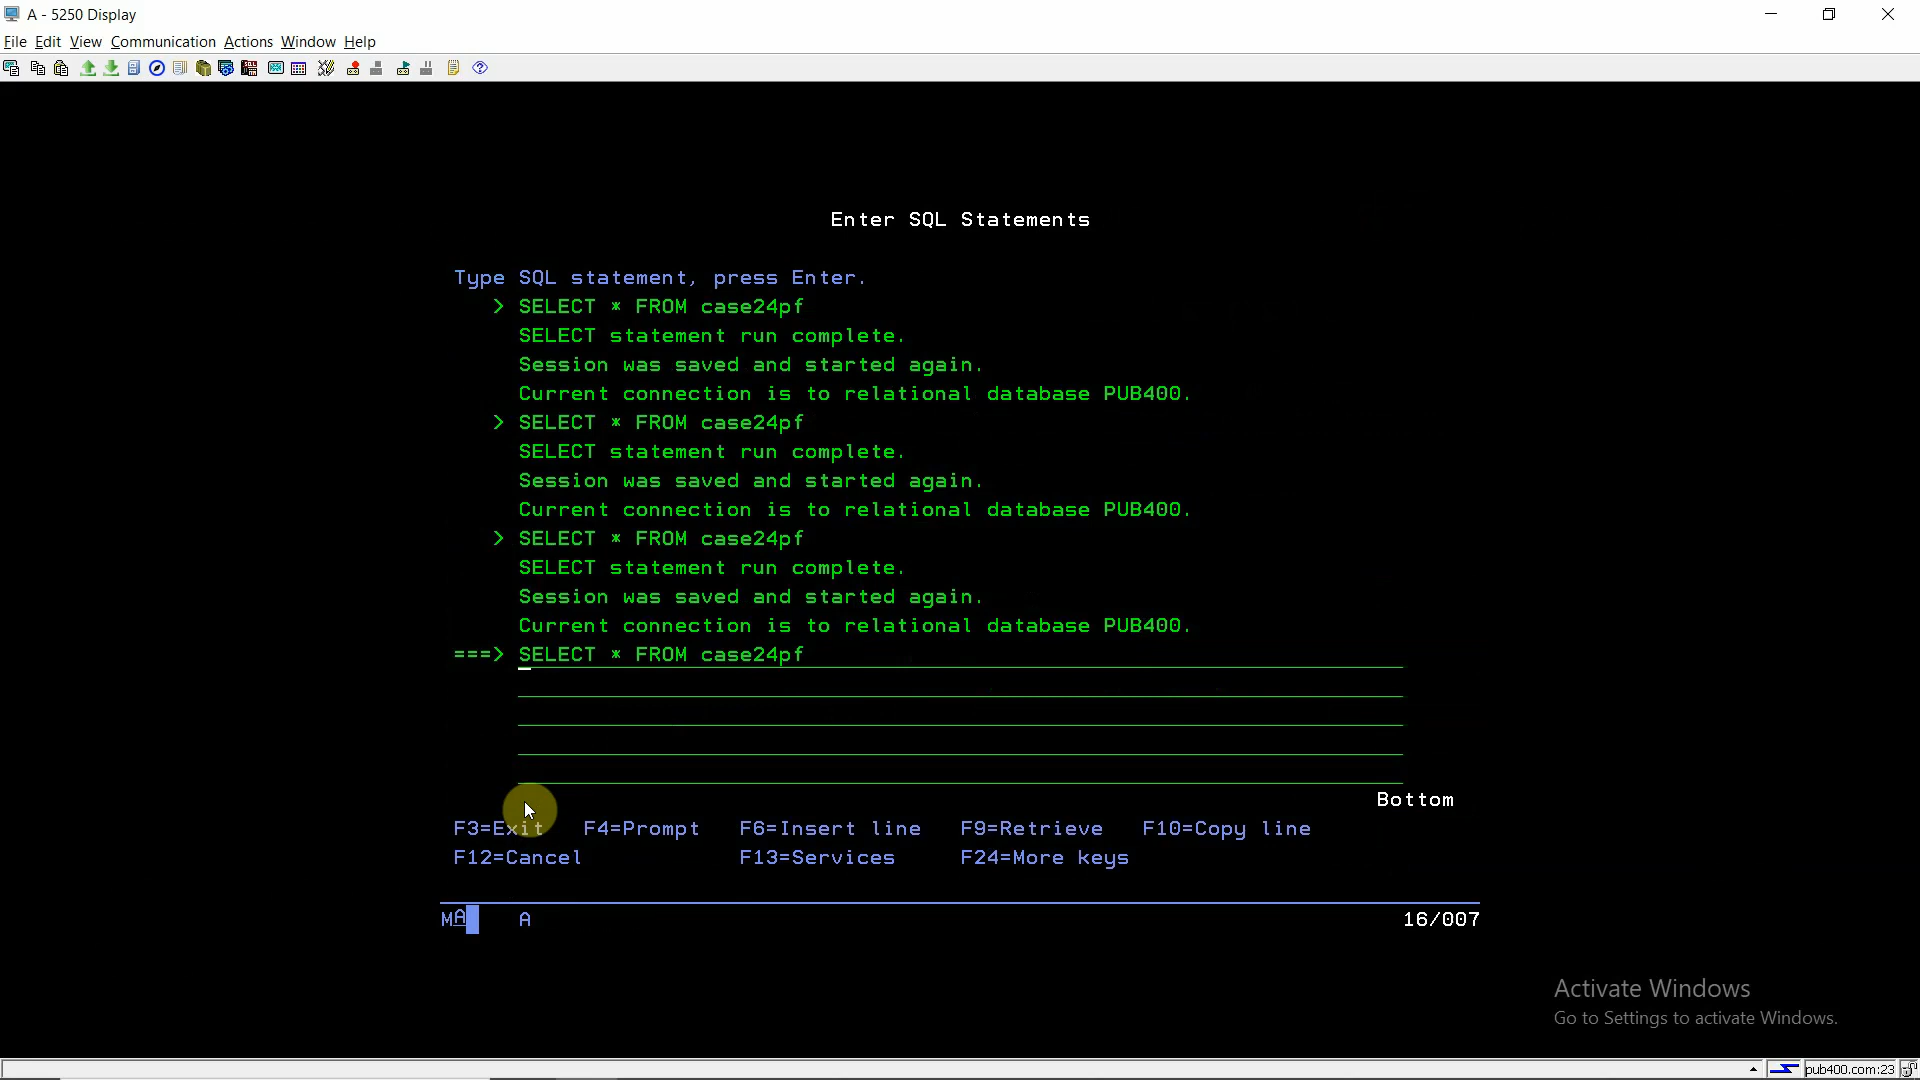 A - 5250 Display
File Edit View Communication Actions Window Help
Enter SQL Statements
Type SQL statement, press Enter.
> SELECT * FROM case24pf
SELECT statement run complete.
Session was saved and started again.
Current connection is to relational database PUB400.
> SELECT * FROM case24pf
SELECT statement run complete.
Session was saved and started again.
Current connection is to relational database PUB400.
> SELECT * FROM case24pf
SELECT statement run complete.
Session was saved and started again.
Current connection is to relational database PUB400.
===> SELECT * FROM case24pf
Bottom
F3=Exit F4=Prompt F6=Insert line F9=Retrieve F10=Copy line
F12=Cancel F13=Services F24=More keys
MA A 16/007
Activate Windows
Go to Settings to activate Windows.
pub400.com:23